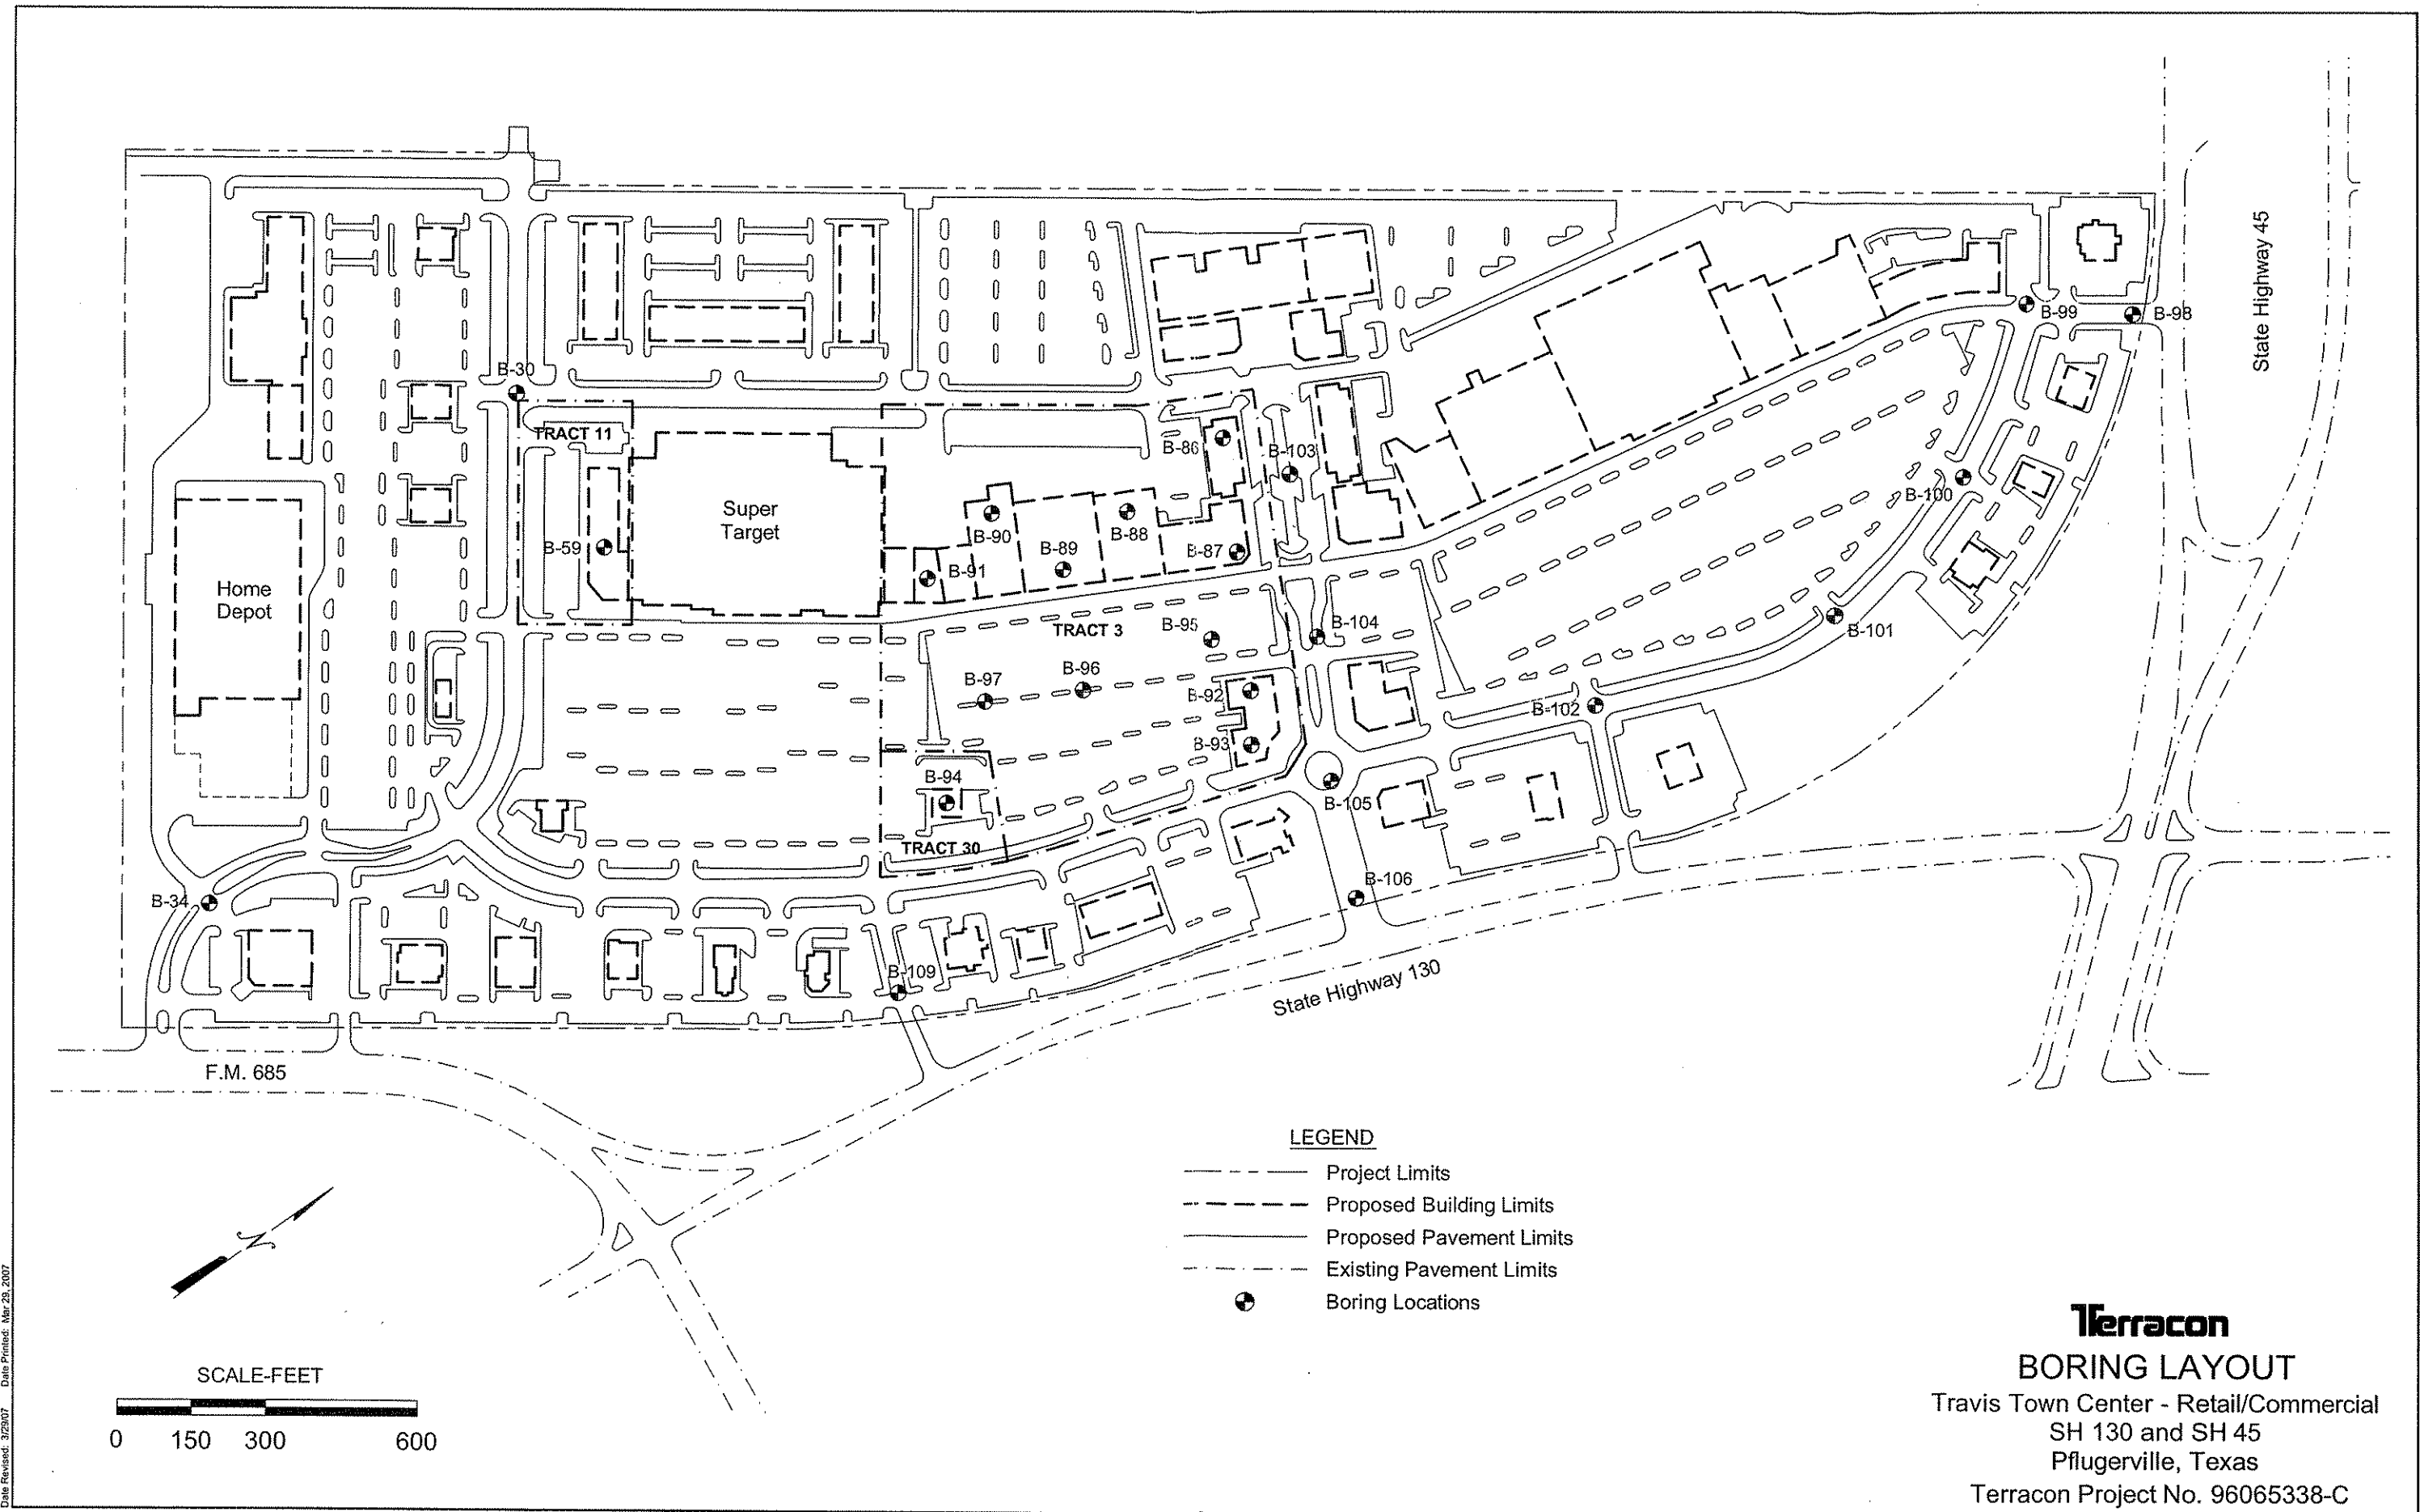 State Highway 45
B-99
B-98
B-30
TRACT 11
B-86
B-103
B-100
Super
Target
B-90
B-88
B-59
B-89
B-87
B-91
Home
Depot
TRACT 3
B-95
B-104
B-101
B-96
B-97
B-92
B-102
B-93
B-94
B-105
TRACT 30
B-106
B-34
B-109
State Highway 130
F.M. 685
LEGEND
Project Limits
Proposed Building Limits
Proposed Pavement Limits
Existing Pavement Limits
Boring Locations
N
SCALE-FEET
0 150 300 600
Terracon
BORING LAYOUT
Travis Town Center - Retail/Commercial
SH 130 and SH 45
Pflugerville, Texas
Terracon Project No. 96065338-C
Date Revised: 3/29/07 Date Printed: Mar 29, 2007